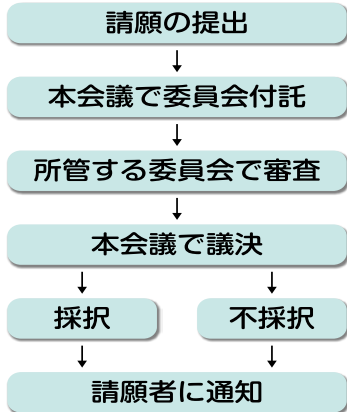 請願の提出
本会議で委員会付託
所管する委員会で審査
本会議で議決
採択
不採択
請願者に通知